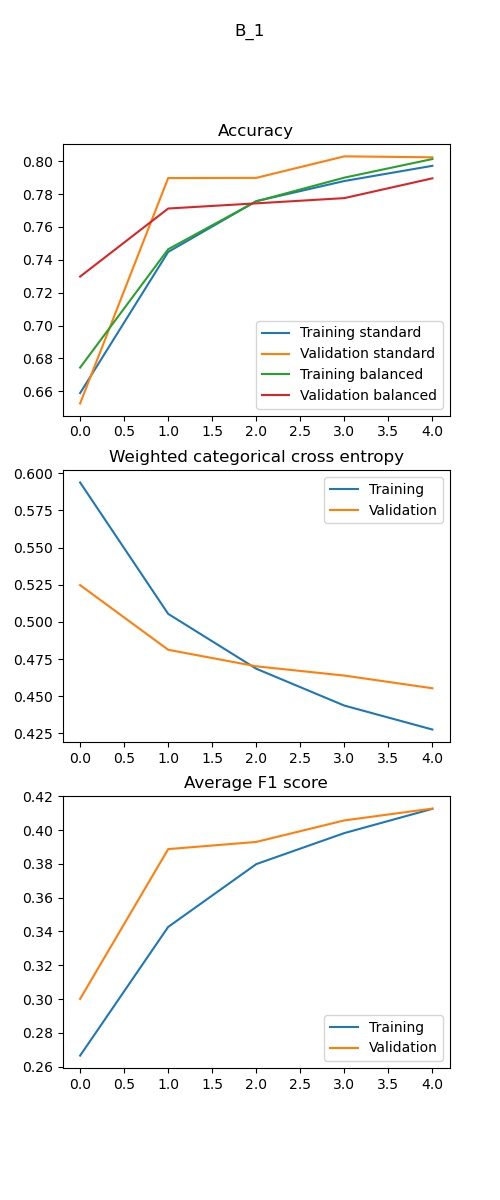 B_1
Accuracy
0.80
0.78
0.76
0.74
0.72
0.70
0.68
0.66
Training standard
Validation standard
Training balanced
Validation balanced
0.0 0.5 1.0 1.5 2.0 2.5 3.0 3.5 4.0
Weighted categorical cross entropy
0.600
0.575
0.550
0.525
0.500
0.475
0.450
0.425
Training
Validation
0.0 0.5 1.0 1.5 2.0 2.5 3.0 3.5 4.0
Average F1 score
0.42
0.40
0.38
0.36
0.34
0.32
0.30
0.28
0.26
Training
Validation
0.0 0.5 1.0 1.5 2.0 2.5 3.0 3.5 4.0